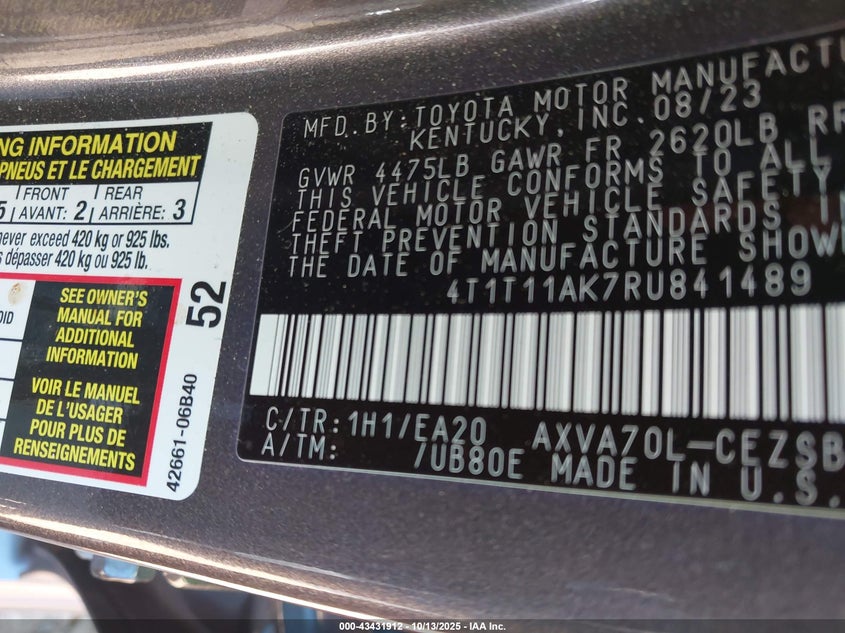 NG INFORMATION
PNEUS ET LE CHARGEMENT
5 FRONT AVANT: 2 REAR ARRIÈRE: 3
never exceed 420 kg or 925 lbs.
dépasser 420 kg ou 925 lb.
SEE OWNER'S
MANUAL FOR
ADDITIONAL
INFORMATION
VOIR LE MANUEL
DE L'USAGER
POUR PLUS DE
RENSEIGNEMENTS
52
42661-06B40
MFD.BY: TOYOTA MOTOR MANUFACTU
KENTUCKY, INC. 08/23
GVWR 4475LB GAWR FR 2620LB RR
THIS VEHICLE CONFORMS TO ALL
FEDERAL MOTOR VEHICLE SAFETY
THEFT PREVENTION STANDARDS I
THE DATE OF MANUFACTURE SHOW
4T1T11AK7RU841489
C/TR: 1H1/EA20 AXVA70L-CEZSB
A/TM: /UB80E MADE IN U.S.
000-43431912 - 10/13/2025 - IAA Inc.